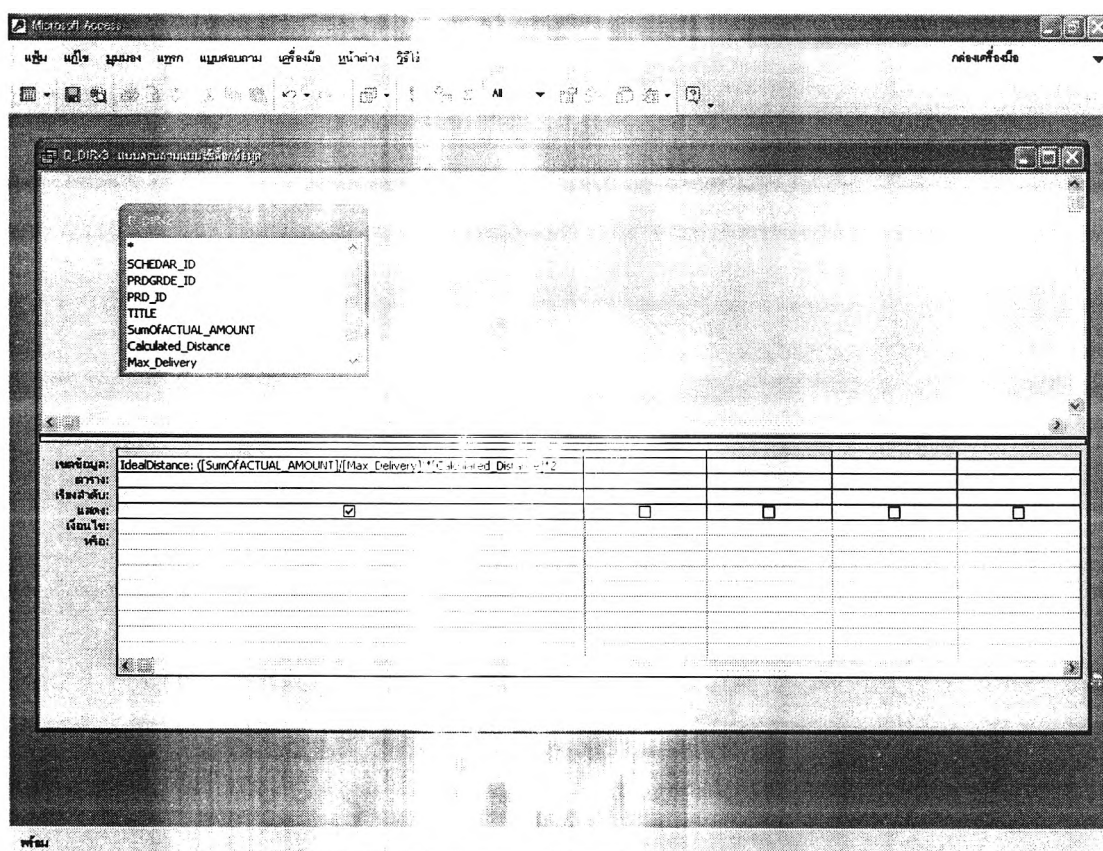 Microsoft Access
แฟ้ม แก้ไข มุมมอง แทรก แบบสอบถาม เครื่องมือ หน้าต่าง วิธีใช้
กล่องเครื่องมือ
All
Q_DIRx3 แบบสอบถามแบบใช้เลือกข้อมูล
*
SCHEDAR_ID
PRDGRDE_ID
PRD_ID
TITLE
SumOfACTUAL_AMOUNT
Calculated_Distance
Max_Delivery
เขตข้อมูล: IdealDistance: ([SumOfACTUAL_AMOUNT]/[Max_Delivery]*[Calculated_Distance]*2
ตาราง:
เรียงลำดับ:
แสดง:
เงื่อนไข:
หรือ:
พร้อม